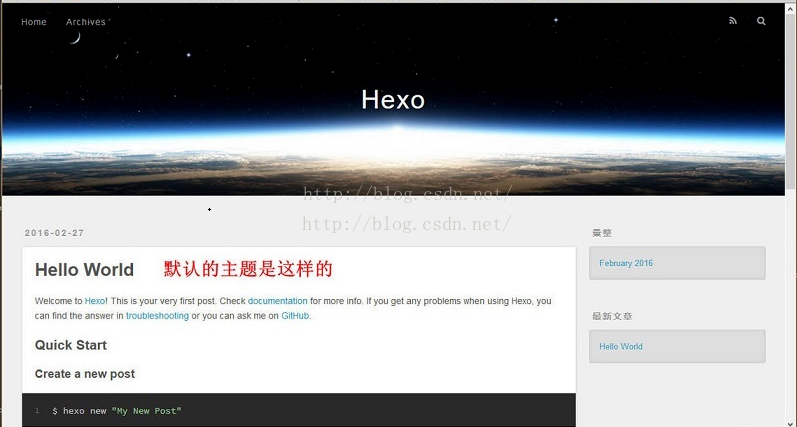 Home Archives
Hexo
http://blog.csdn.net/
http://blog.csdn.net/
2016-02-27
Hello World 默认的主题是这样的
Welcome to Hexo! This is your very first post. Check documentation for more info. If you get any problems when using Hexo, you
can find the answer in troubleshooting or you can ask me on GitHub.
Quick Start
Create a new post
1 $ hexo new "My New Post"
彙整
February 2016
最新文章
Hello World